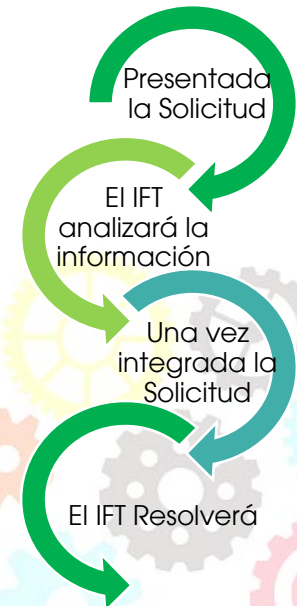 Presentada
la Solicitud
El IFT
analizará la
información
Una vez
integrada la
Solicitud
El IFT Resolverá